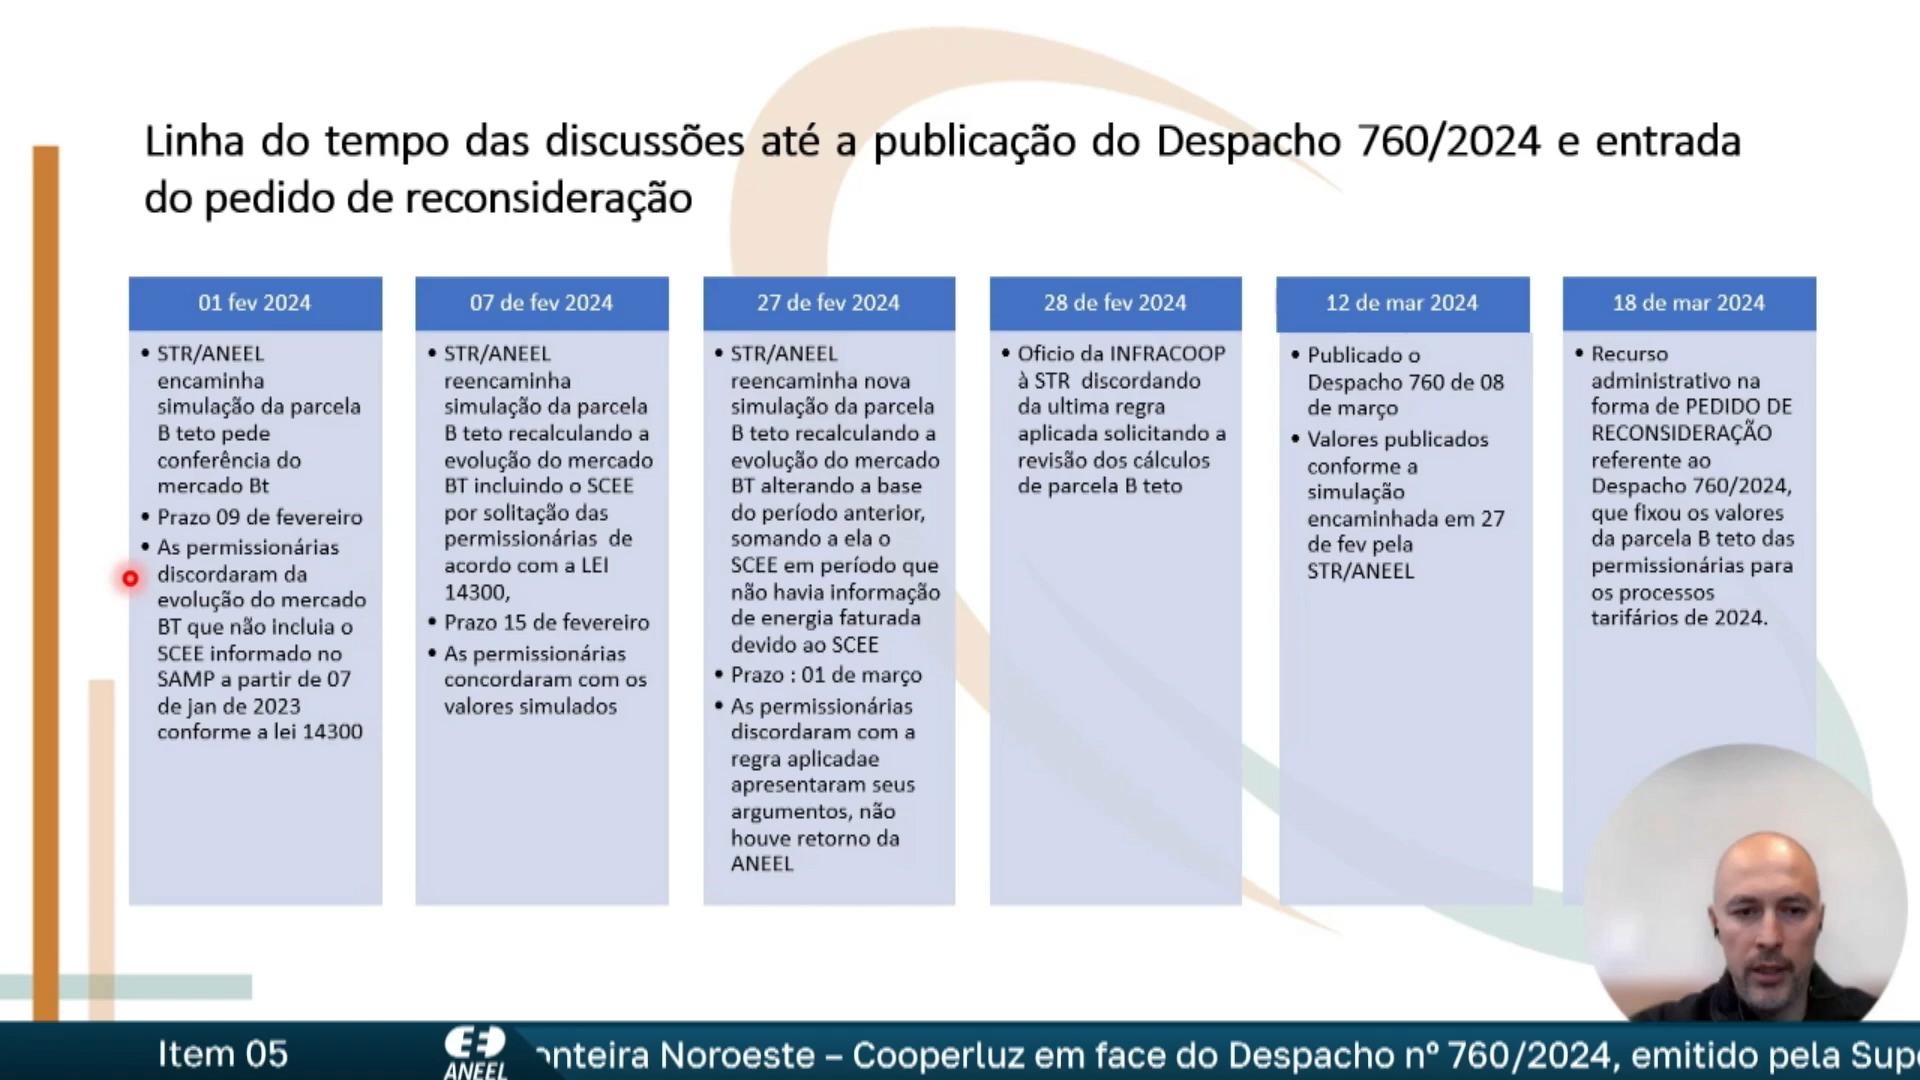 Linha do tempo das discussões até a publicação do Despacho 760/2024 e entrada
do pedido de reconsideração
01 fev 2024
• STR/ANEEL
encaminha
simulação da parcela
B teto pede
conferência do
mercado Bt
• Prazo 09 de fevereiro
• As permissionárias
discordaram da
evolução do mercado
BT que não incluia o
SCEE informado no
SAMP a partir de 07
de jan de 2023
conforme a lei 14300
07 de fev 2024
• STR/ANEEL
reencaminha
simulação da parcela
B teto recalculando a
evolução do mercado
BT incluindo o SCEE
por solitação das
permissionárias de
acordo com a LEI
14300,
• Prazo 15 de fevereiro
• As permissionárias
concordaram com os
valores simulados
27 de fev 2024
• STR/ANEEL
reencaminha nova
simulação da parcela
B teto recalculando a
evolução do mercado
BT alterando a base
do período anterior,
somando a ela o
SCEE em período que
não havia informação
de energia faturada
devido ao SCEE
• Prazo : 01 de março
• As permissionárias
discordaram com a
regra aplicadae
apresentaram seus
argumentos, não
houve retorno da
ANEEL
28 de fev 2024
• Oficio da INFRACOOP
à STR discordando
da ultima regra
aplicada solicitando a
revisão dos cálculos
de parcela B teto
12 de mar 2024
• Publicado o
Despacho 760 de 08
de março
• Valores publicados
conforme a
simulação
encaminhada em 27
de fev pela
STR/ANEEL
18 de mar 2024
• Recurso
administrativo na
forma de PEDIDO DE
RECONSIDERAÇÃO
referente ao
Despacho 760/2024,
que fixou os valores
da parcela B teto das
permissionárias para
os processos
tarifários de 2024.
Item 05
ANEEL
onteira Noroeste – Cooperluz em face do Despacho nº 760/2024, emitido pela Sup